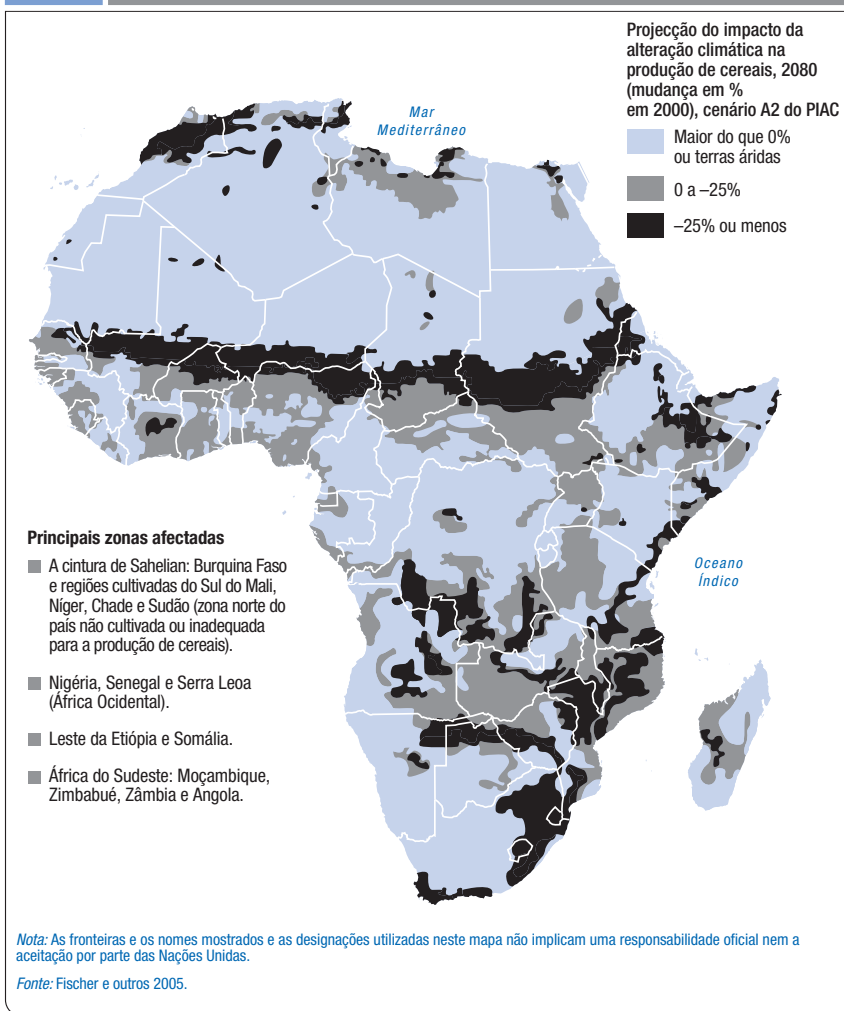 Projecção do impacto da
alteração climática na
produção de cereais, 2080
(mudança em %
em 2000), cenário A2 do PIAC
Maior do que 0%
ou terras áridas
0 a –25%
–25% ou menos
Mar
Mediterrâneo
Oceano
Índico
Principais zonas afectadas
A cintura de Sahelian: Burquina Faso
e regiões cultivadas do Sul do Mali,
Níger, Chade e Sudão (zona norte do
país não cultivada ou inadequada
para a produção de cereais).
Nigéria, Senegal e Serra Leoa
(África Ocidental).
Leste da Etiópia e Somália.
África do Sudeste: Moçambique,
Zimbabué, Zâmbia e Angola.
Nota: As fronteiras e os nomes mostrados e as designações utilizadas neste mapa não implicam uma responsabilidade oficial nem a
aceitação por parte das Nações Unidas.
Fonte: Fischer e outros 2005.